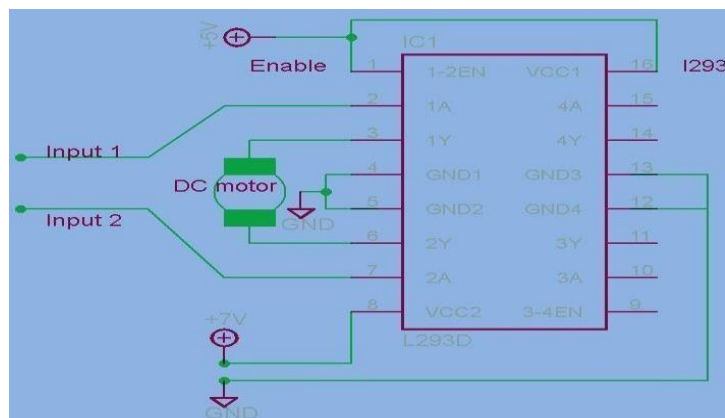 +5V
IC1
Enable
1 1-2EN VCC1 16 I293
2 1A 4A 15
3 1Y 4Y 14
Input 1
4 GND1 GND3 13
DC motor
5 GND2 GND4 12
Input 2
GND
6 2Y 3Y 11
7 2A 3A 10
8 VCC2 3-4EN 9
+7V
L293D
GND